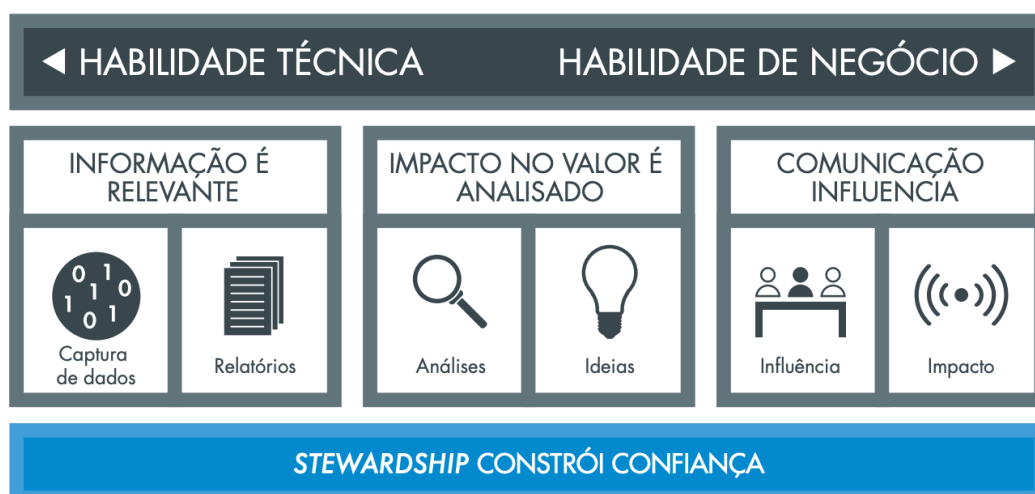 HABILIDADE TÉCNICA
HABILIDADE DE NEGÓCIO
INFORMAÇÃO É
RELEVANTE
IMPACTO NO VALOR É
ANALISADO
COMUNICAÇÃO
INFLUENCIA
0 1 0
1 1 0
1 0 1
Captura
de dados
Relatórios
Análises
Ideias
Influência
Impacto
STEWARDSHIP CONSTRÓI CONFIANÇA